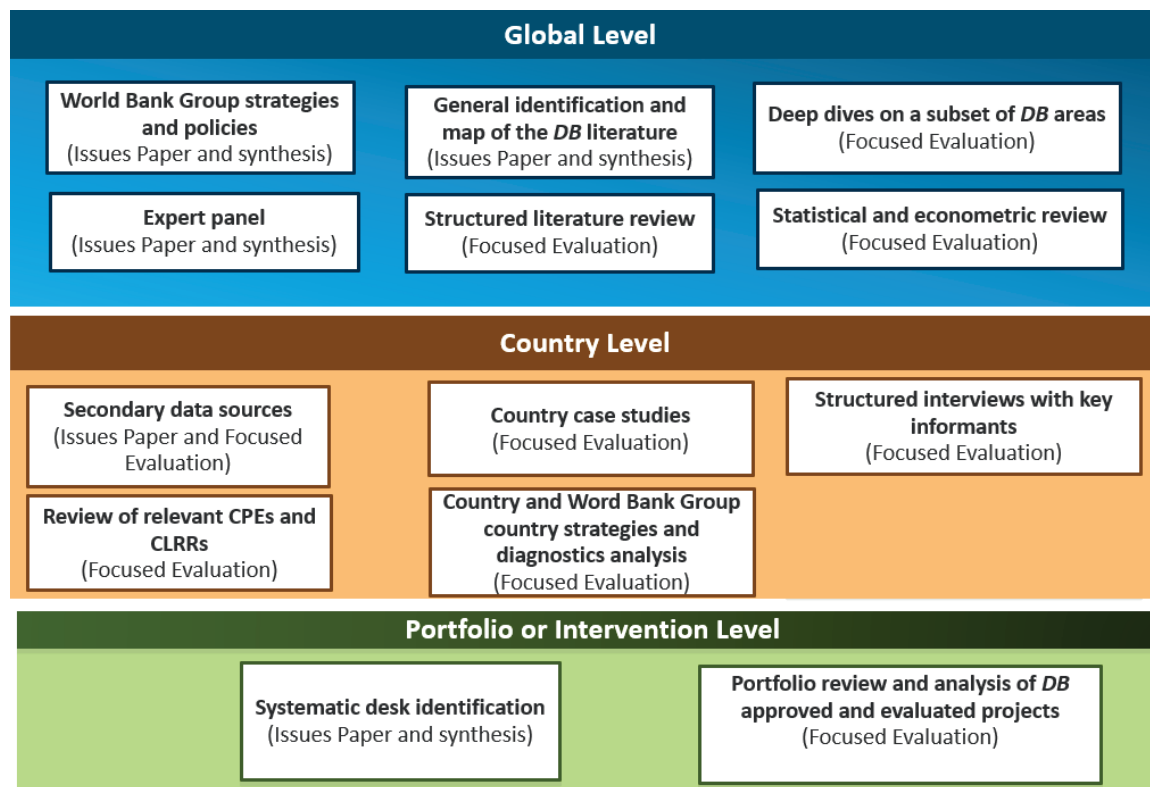 Global Level
World Bank Group strategies
and policies
(Issues Paper and synthesis)
General identification and
map of the DB literature
(Issues Paper and synthesis)
Deep dives on a subset of DB areas
(Focused Evaluation)
Expert panel
(Issues Paper and synthesis)
Structured literature review
(Focused Evaluation)
Statistical and econometric review
(Focused Evaluation)
Country Level
Secondary data sources
(Issues Paper and Focused
Evaluation)
Country case studies
(Focused Evaluation)
Structured interviews with key
informants
(Focused Evaluation)
Review of relevant CPEs and
CLRRs
(Focused Evaluation)
Country and Word Bank Group
country strategies and
diagnostics analysis
(Focused Evaluation)
Portfolio or Intervention Level
Systematic desk identification
(Issues Paper and synthesis)
Portfolio review and analysis of DB
approved and evaluated projects
(Focused Evaluation)